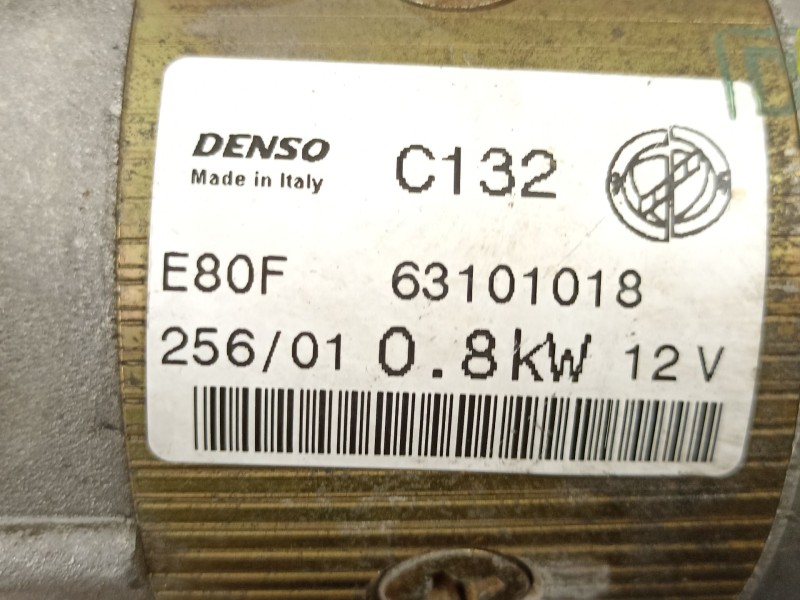 DENSO C132
Made in Italy
E80F 63101018
256/01 0.8kW 12V